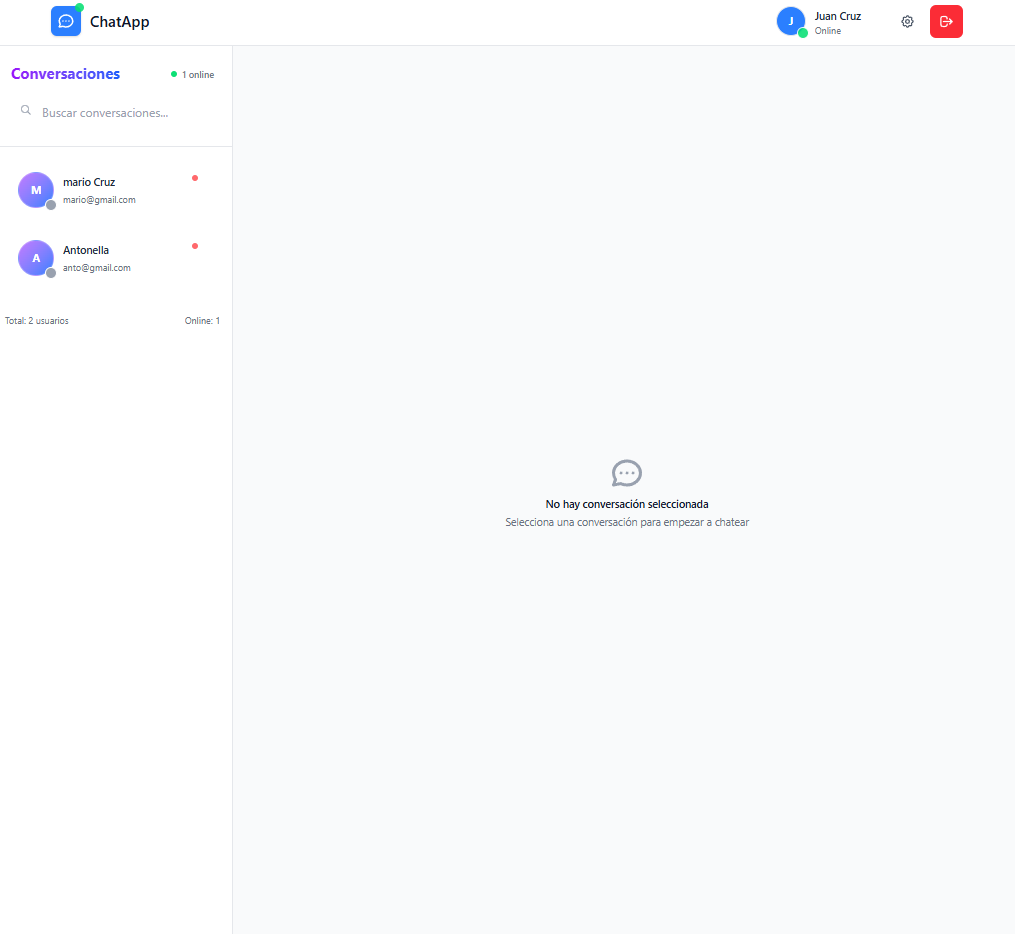 ChatApp
J
Juan Cruz
Online
Conversaciones
1 online
Buscar conversaciones...
M
mario Cruz
mario@gmail.com
A
Antonella
anto@gmail.com
Total: 2 usuarios
Online: 1
No hay conversación seleccionada
Selecciona una conversación para empezar a chatear